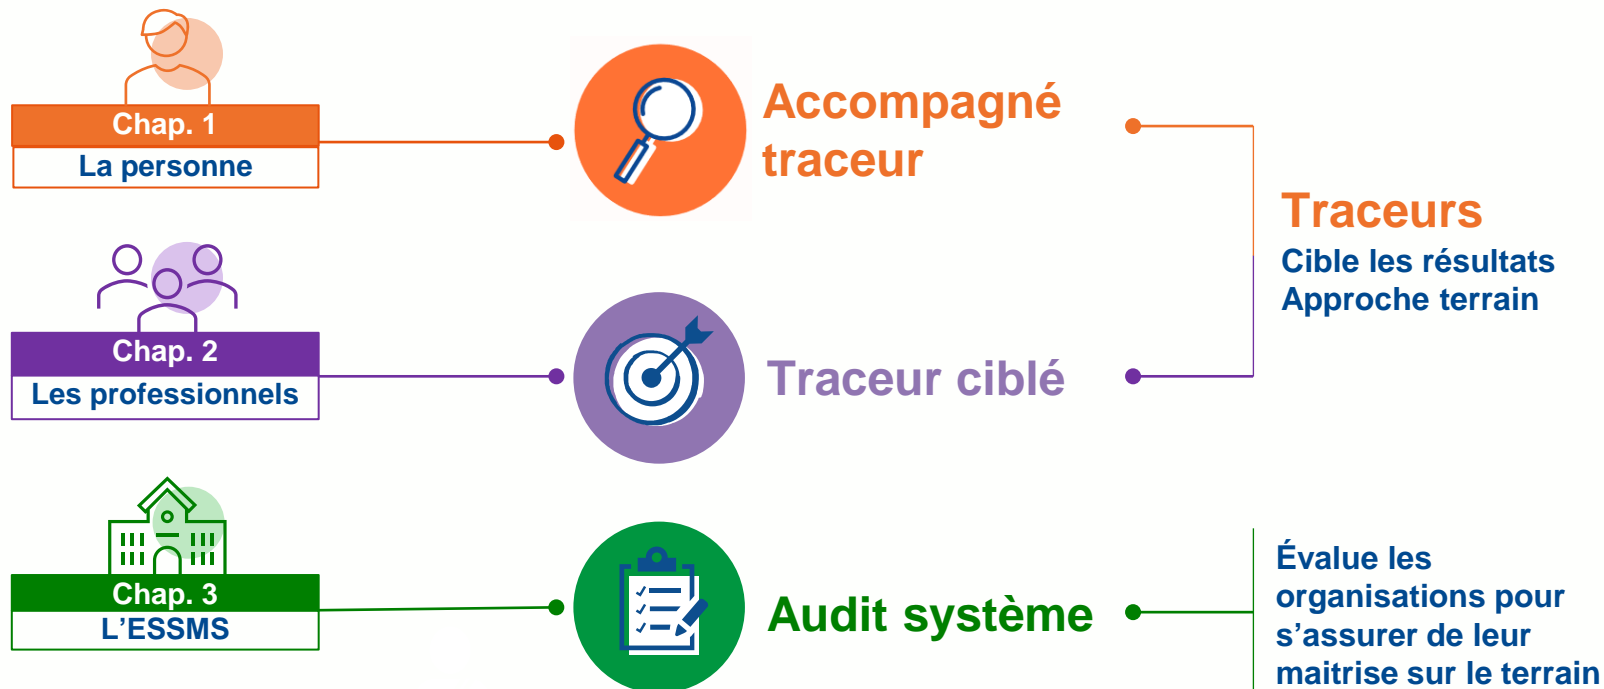 Chap. 1
La personne
Accompagné
traceur
Traceurs
Cible les résultats
Approche terrain
Chap. 2
Les professionnels
Traceur ciblé
Chap. 3
L’ESSMS
Audit système
Évalue les
organisations pour
s’assurer de leur
maitrise sur le terrain